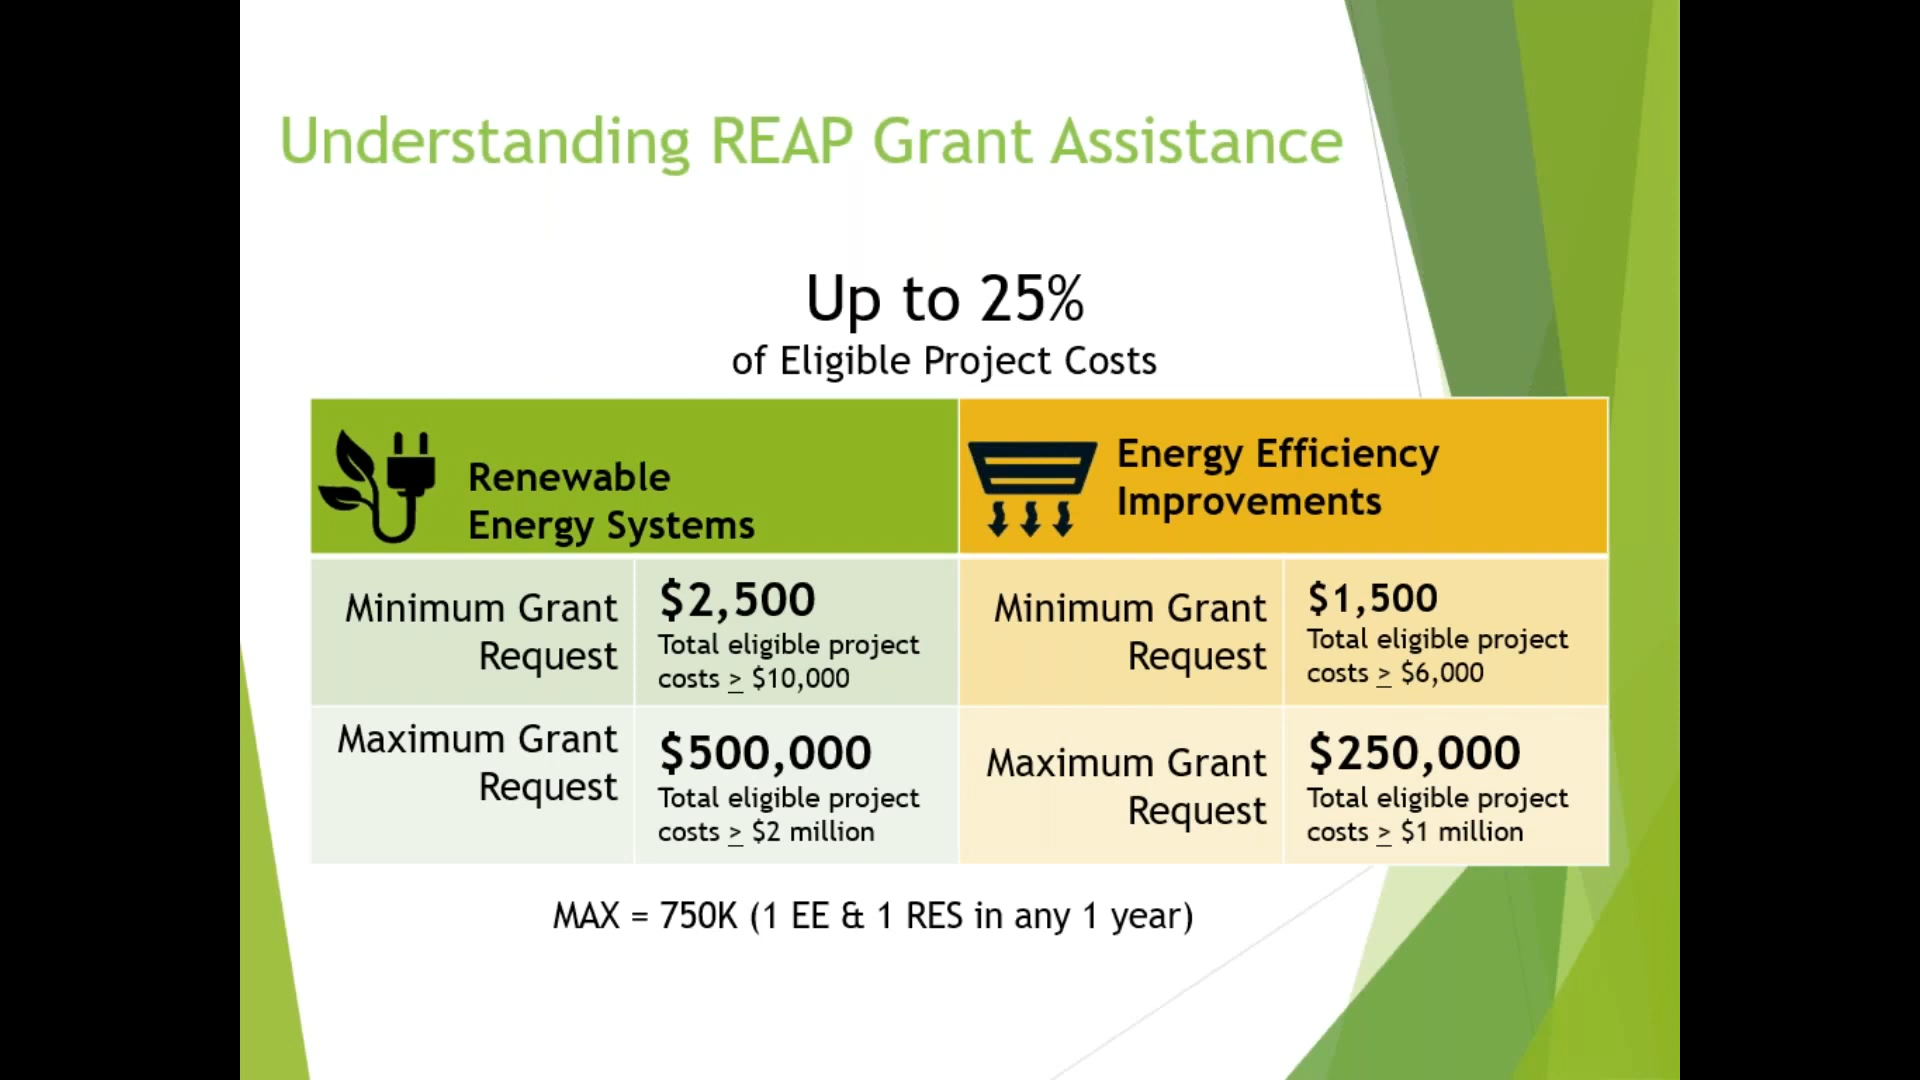 Understanding REAP Grant Assistance
Up to 25%
of Eligible Project Costs
Renewable
Energy Systems
Energy Efficiency
Improvements
Minimum Grant
Request
$2,500
Total eligible project
costs ≥ $10,000
Minimum Grant
Request
$1,500
Total eligible project
costs ≥ $6,000
Maximum Grant
Request
$500,000
Total eligible project
costs ≥ $2 million
Maximum Grant
Request
$250,000
Total eligible project
costs ≥ $1 million
MAX = 750K (1 EE & 1 RES in any 1 year)